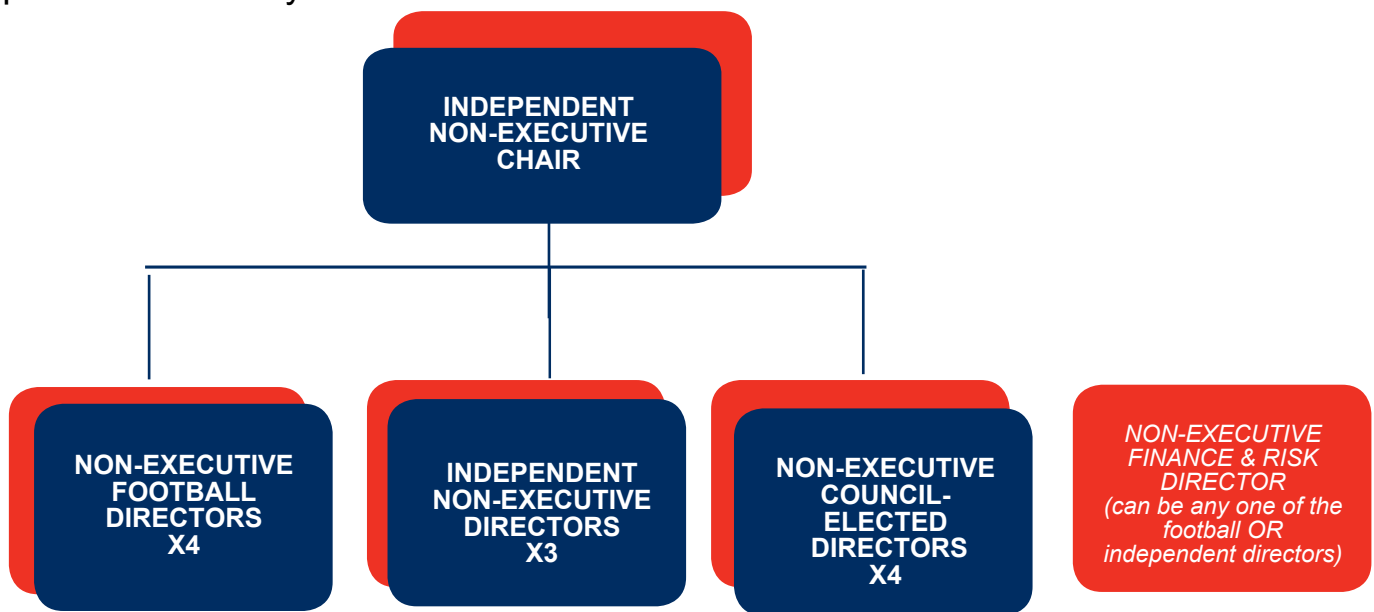 INDEPENDENT
NON-EXECUTIVE
CHAIR
NON-EXECUTIVE
FOOTBALL
DIRECTORS
X4
INDEPENDENT
NON-EXECUTIVE
DIRECTORS
X3
NON-EXECUTIVE
COUNCIL-
ELECTED
DIRECTORS
X4
NON-EXECUTIVE
FINANCE & RISK
DIRECTOR
(can be any one of the
football OR
independent directors)